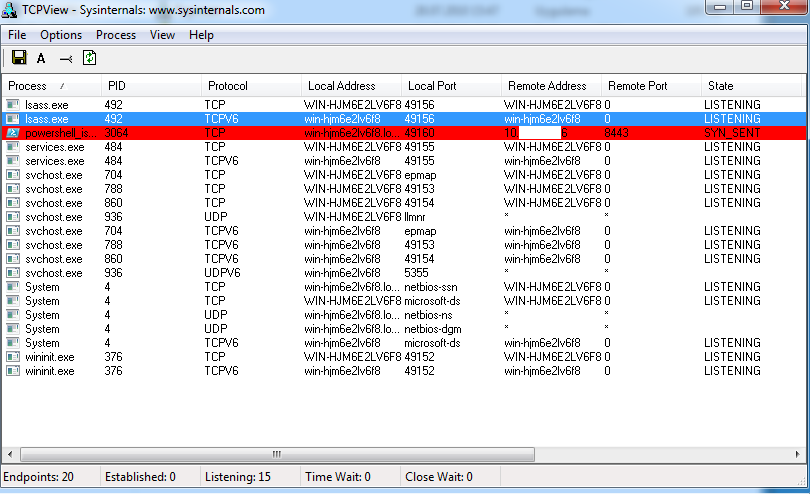 TCPView - Sysinternals: www.sysinternals.com
File Options Process View Help
A
Process / PID Protocol Local Address Local Port Remote Address Remote Port State
lsass.exe 492 TCP WIN-HJM6E2LV6F8 49156 WIN-HJM6E2LV6F8 0 LISTENING
lsass.exe 492 TCPV6 win-hjm6e2lv6f8 49156 win-hjm6e2lv6f8 0 LISTENING
powershell_is... 3064 TCP win-hjm6e2lv6f8.lo... 49160 10 6 8443 SYN_SENT
services.exe 484 TCP WIN-HJM6E2LV6F8 49155 WIN-HJM6E2LV6F8 0 LISTENING
services.exe 484 TCPV6 win-hjm6e2lv6f8 49155 win-hjm6e2lv6f8 0 LISTENING
svchost.exe 704 TCP WIN-HJM6E2LV6F8 epmap WIN-HJM6E2LV6F8 0 LISTENING
svchost.exe 788 TCP WIN-HJM6E2LV6F8 49153 WIN-HJM6E2LV6F8 0 LISTENING
svchost.exe 860 TCP WIN-HJM6E2LV6F8 49154 WIN-HJM6E2LV6F8 0 LISTENING
svchost.exe 936 UDP WIN-HJM6E2LV6F8 llmnr * *
svchost.exe 704 TCPV6 win-hjm6e2lv6f8 epmap win-hjm6e2lv6f8 0 LISTENING
svchost.exe 788 TCPV6 win-hjm6e2lv6f8 49153 win-hjm6e2lv6f8 0 LISTENING
svchost.exe 860 TCPV6 win-hjm6e2lv6f8 49154 win-hjm6e2lv6f8 0 LISTENING
svchost.exe 936 UDPV6 win-hjm6e2lv6f8 5355 * *
System 4 TCP win-hjm6e2lv6f8.lo... netbios-ssn WIN-HJM6E2LV6F8 0 LISTENING
System 4 TCP WIN-HJM6E2LV6F8 microsoft-ds WIN-HJM6E2LV6F8 0 LISTENING
System 4 UDP win-hjm6e2lv6f8.lo... netbios-ns * *
System 4 UDP win-hjm6e2lv6f8.lo... netbios-dgm * *
System 4 TCPV6 win-hjm6e2lv6f8 microsoft-ds win-hjm6e2lv6f8 0 LISTENING
wininit.exe 376 TCP WIN-HJM6E2LV6F8 49152 WIN-HJM6E2LV6F8 0 LISTENING
wininit.exe 376 TCPV6 win-hjm6e2lv6f8 49152 win-hjm6e2lv6f8 0 LISTENING
Endpoints: 20 Established: 0 Listening: 15 Time Wait: 0 Close Wait: 0